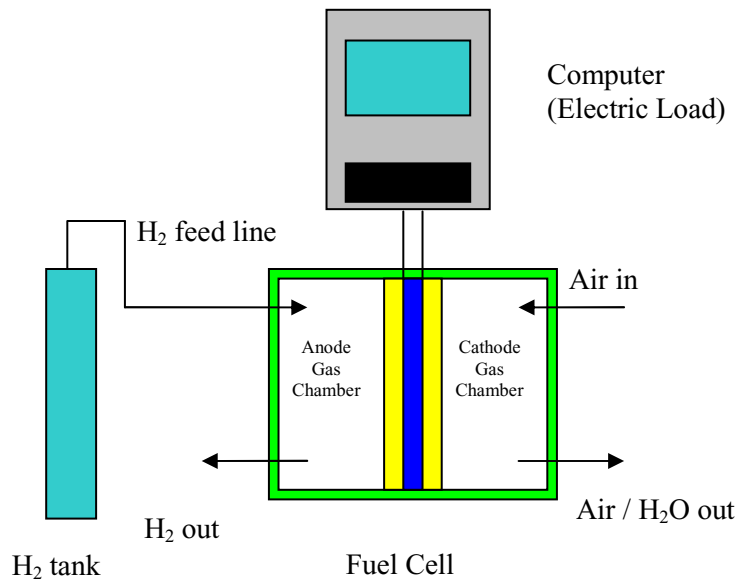 Computer
(Electric Load)
H₂ feed line
Air in
Anode
Gas
Chamber
Cathode
Gas
Chamber
H₂ out
Air / H₂O out
H₂ tank
Fuel Cell